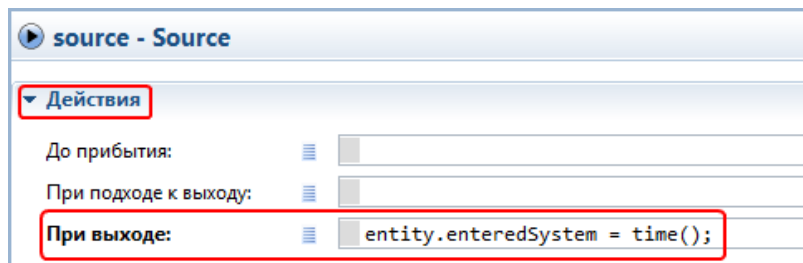 source - Source
Действия
До прибытия:
При подходе к выходу:
При выходе: entity.enteredSystem = time();